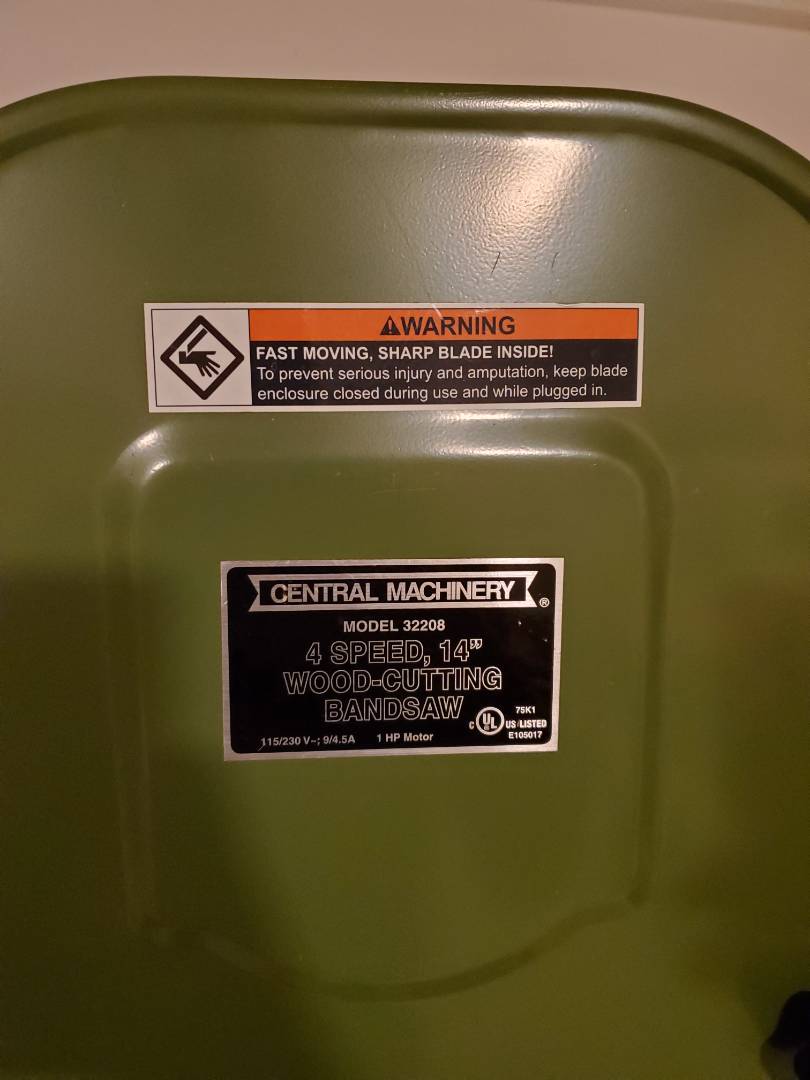 WARNING
FAST MOVING, SHARP BLADE INSIDE!
To prevent serious injury and amputation, keep blade
enclosure closed during use and while plugged in.
CENTRAL MACHINERY ®
MODEL 32208
4 SPEED, 14”
WOOD-CUTTING
BANDSAW
115/230 V~; 9/4.5A 1 HP Motor
75K1
C UL US LISTED
E105017